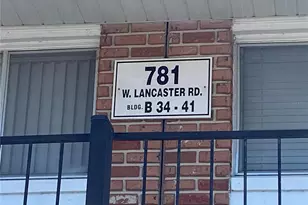 781
W. LANCASTER RD.
BLDG. B 34 - 41